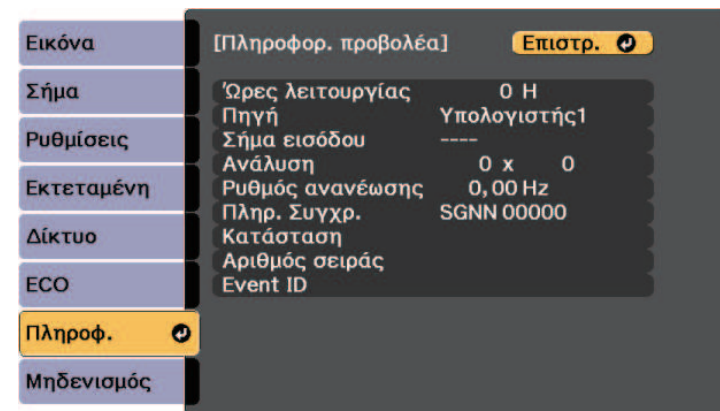 Εικόνα
Σήμα
Ρυθμίσεις
Εκτεταμένη
Δίκτυο
ECO
Πληροφ.
Μηδενισμός
[Πληροφορ. προβολέα] Επιστρ.
Ώρες λειτουργίας 0 H
Πηγή Υπολογιστής1
Σήμα εισόδου ----
Ανάλυση 0 x 0
Ρυθμός ανανέωσης 0,00 Hz
Πληρ. Συγχρ. SGNN 00000
Κατάσταση
Αριθμός σειράς
Event ID